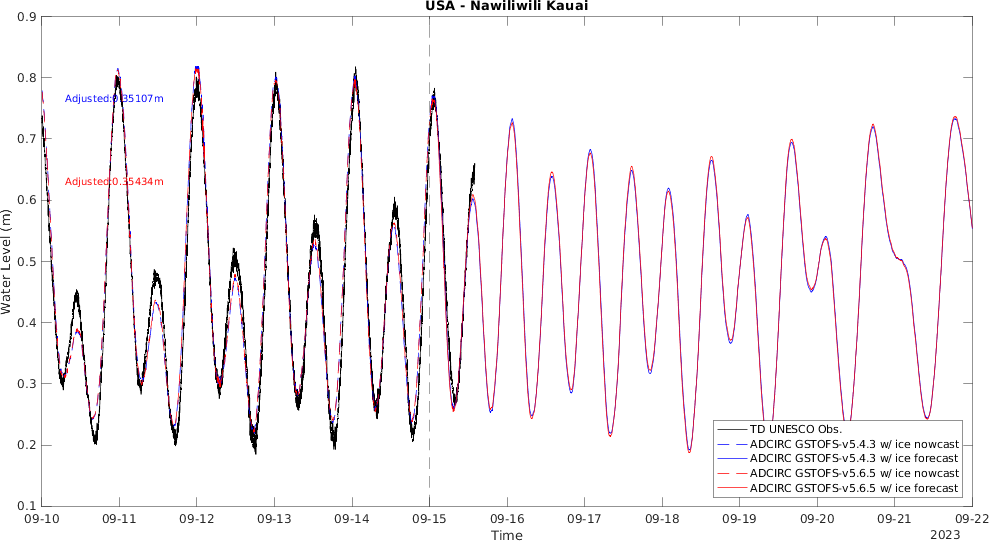 USA - Nawiliwili Kauai
0.9
0.8
0.7
0.6
0.5
0.4
0.3
0.2
0.1
Water Level (m)
Adjusted:0.35107m
Adjusted:0.35434m
TD UNESCO Obs.
ADCIRC GSTOFS-v5.4.3 w/ ice nowcast
ADCIRC GSTOFS-v5.4.3 w/ ice forecast
ADCIRC GSTOFS-v5.6.5 w/ ice nowcast
ADCIRC GSTOFS-v5.6.5 w/ ice forecast
09-10 09-11 09-12 09-13 09-14 09-15 09-16 09-17 09-18 09-19 09-20 09-21 09-22
Time
2023